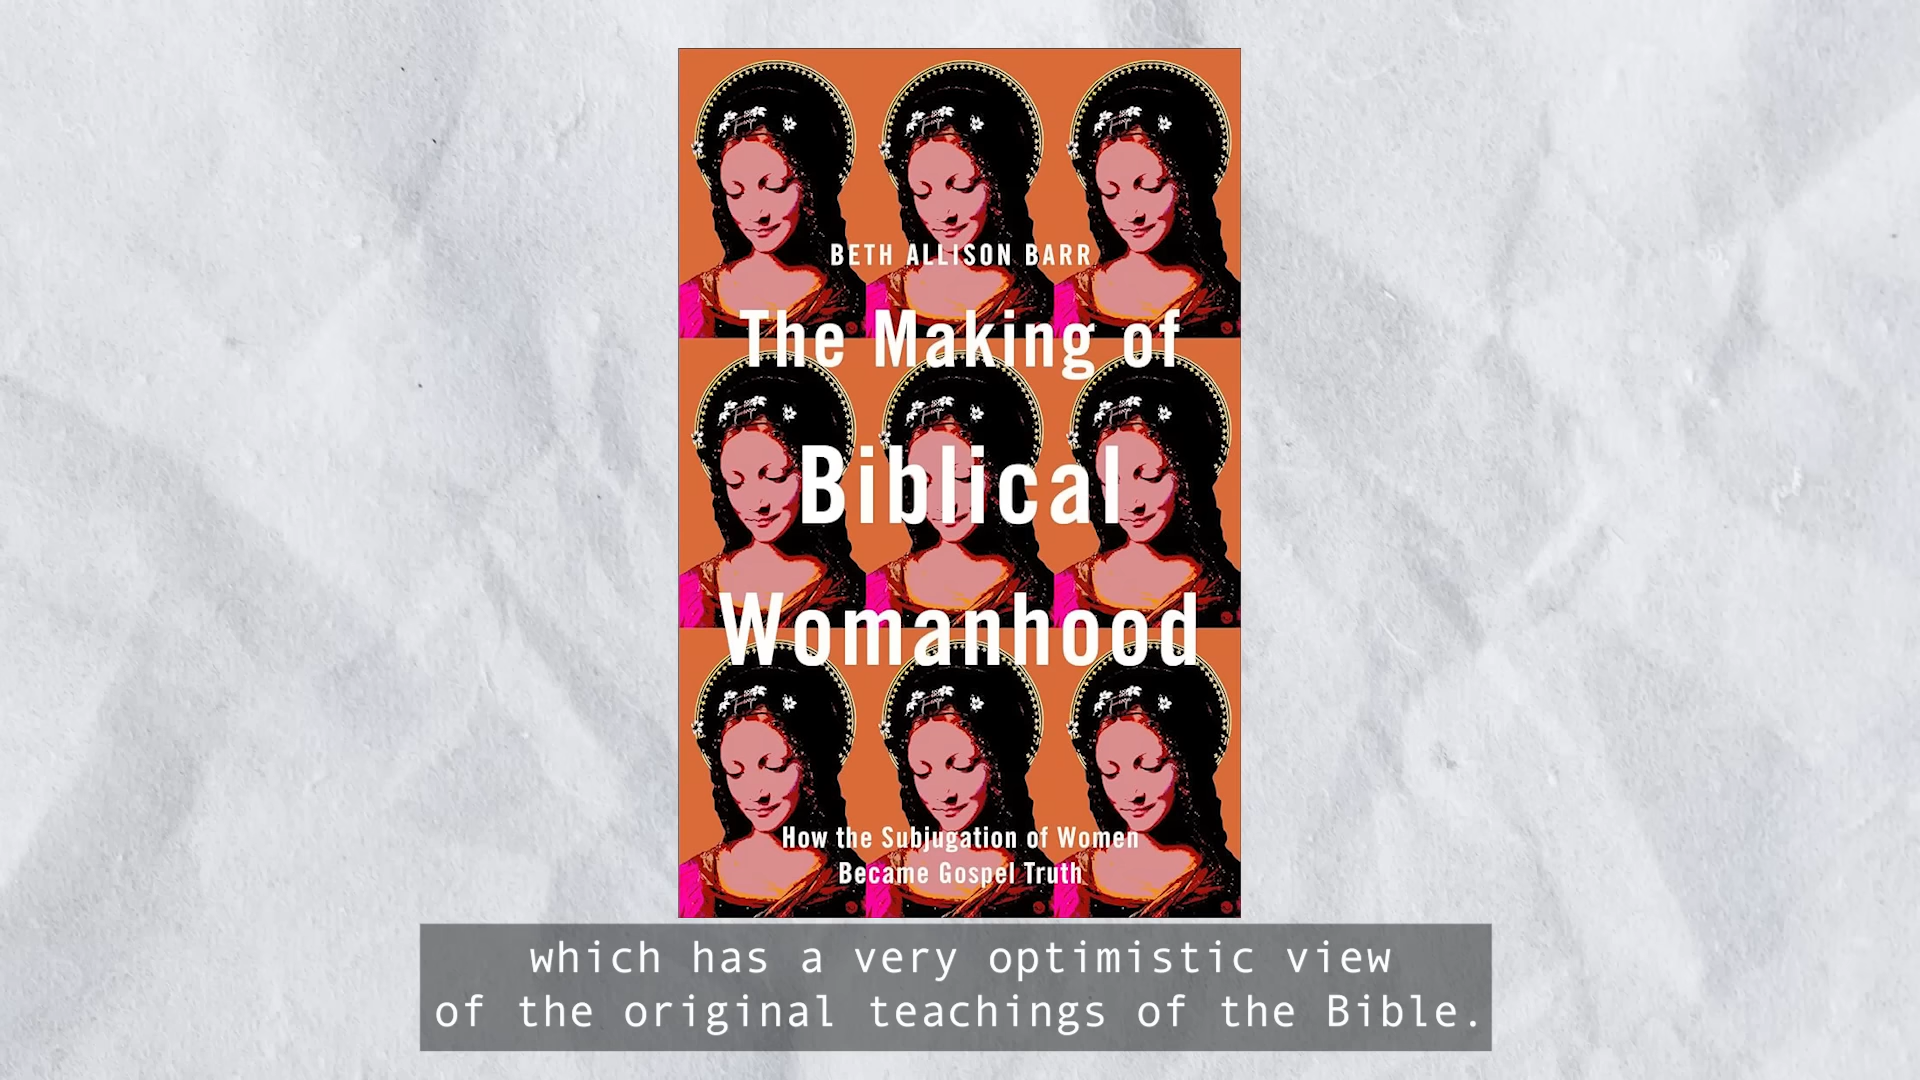 BETH ALLISON BARR
The Making of
Biblical
Womanhood
How the Subjugation of Women
Became Gospel Truth
which has a very optimistic view
of the original teachings of the Bible.